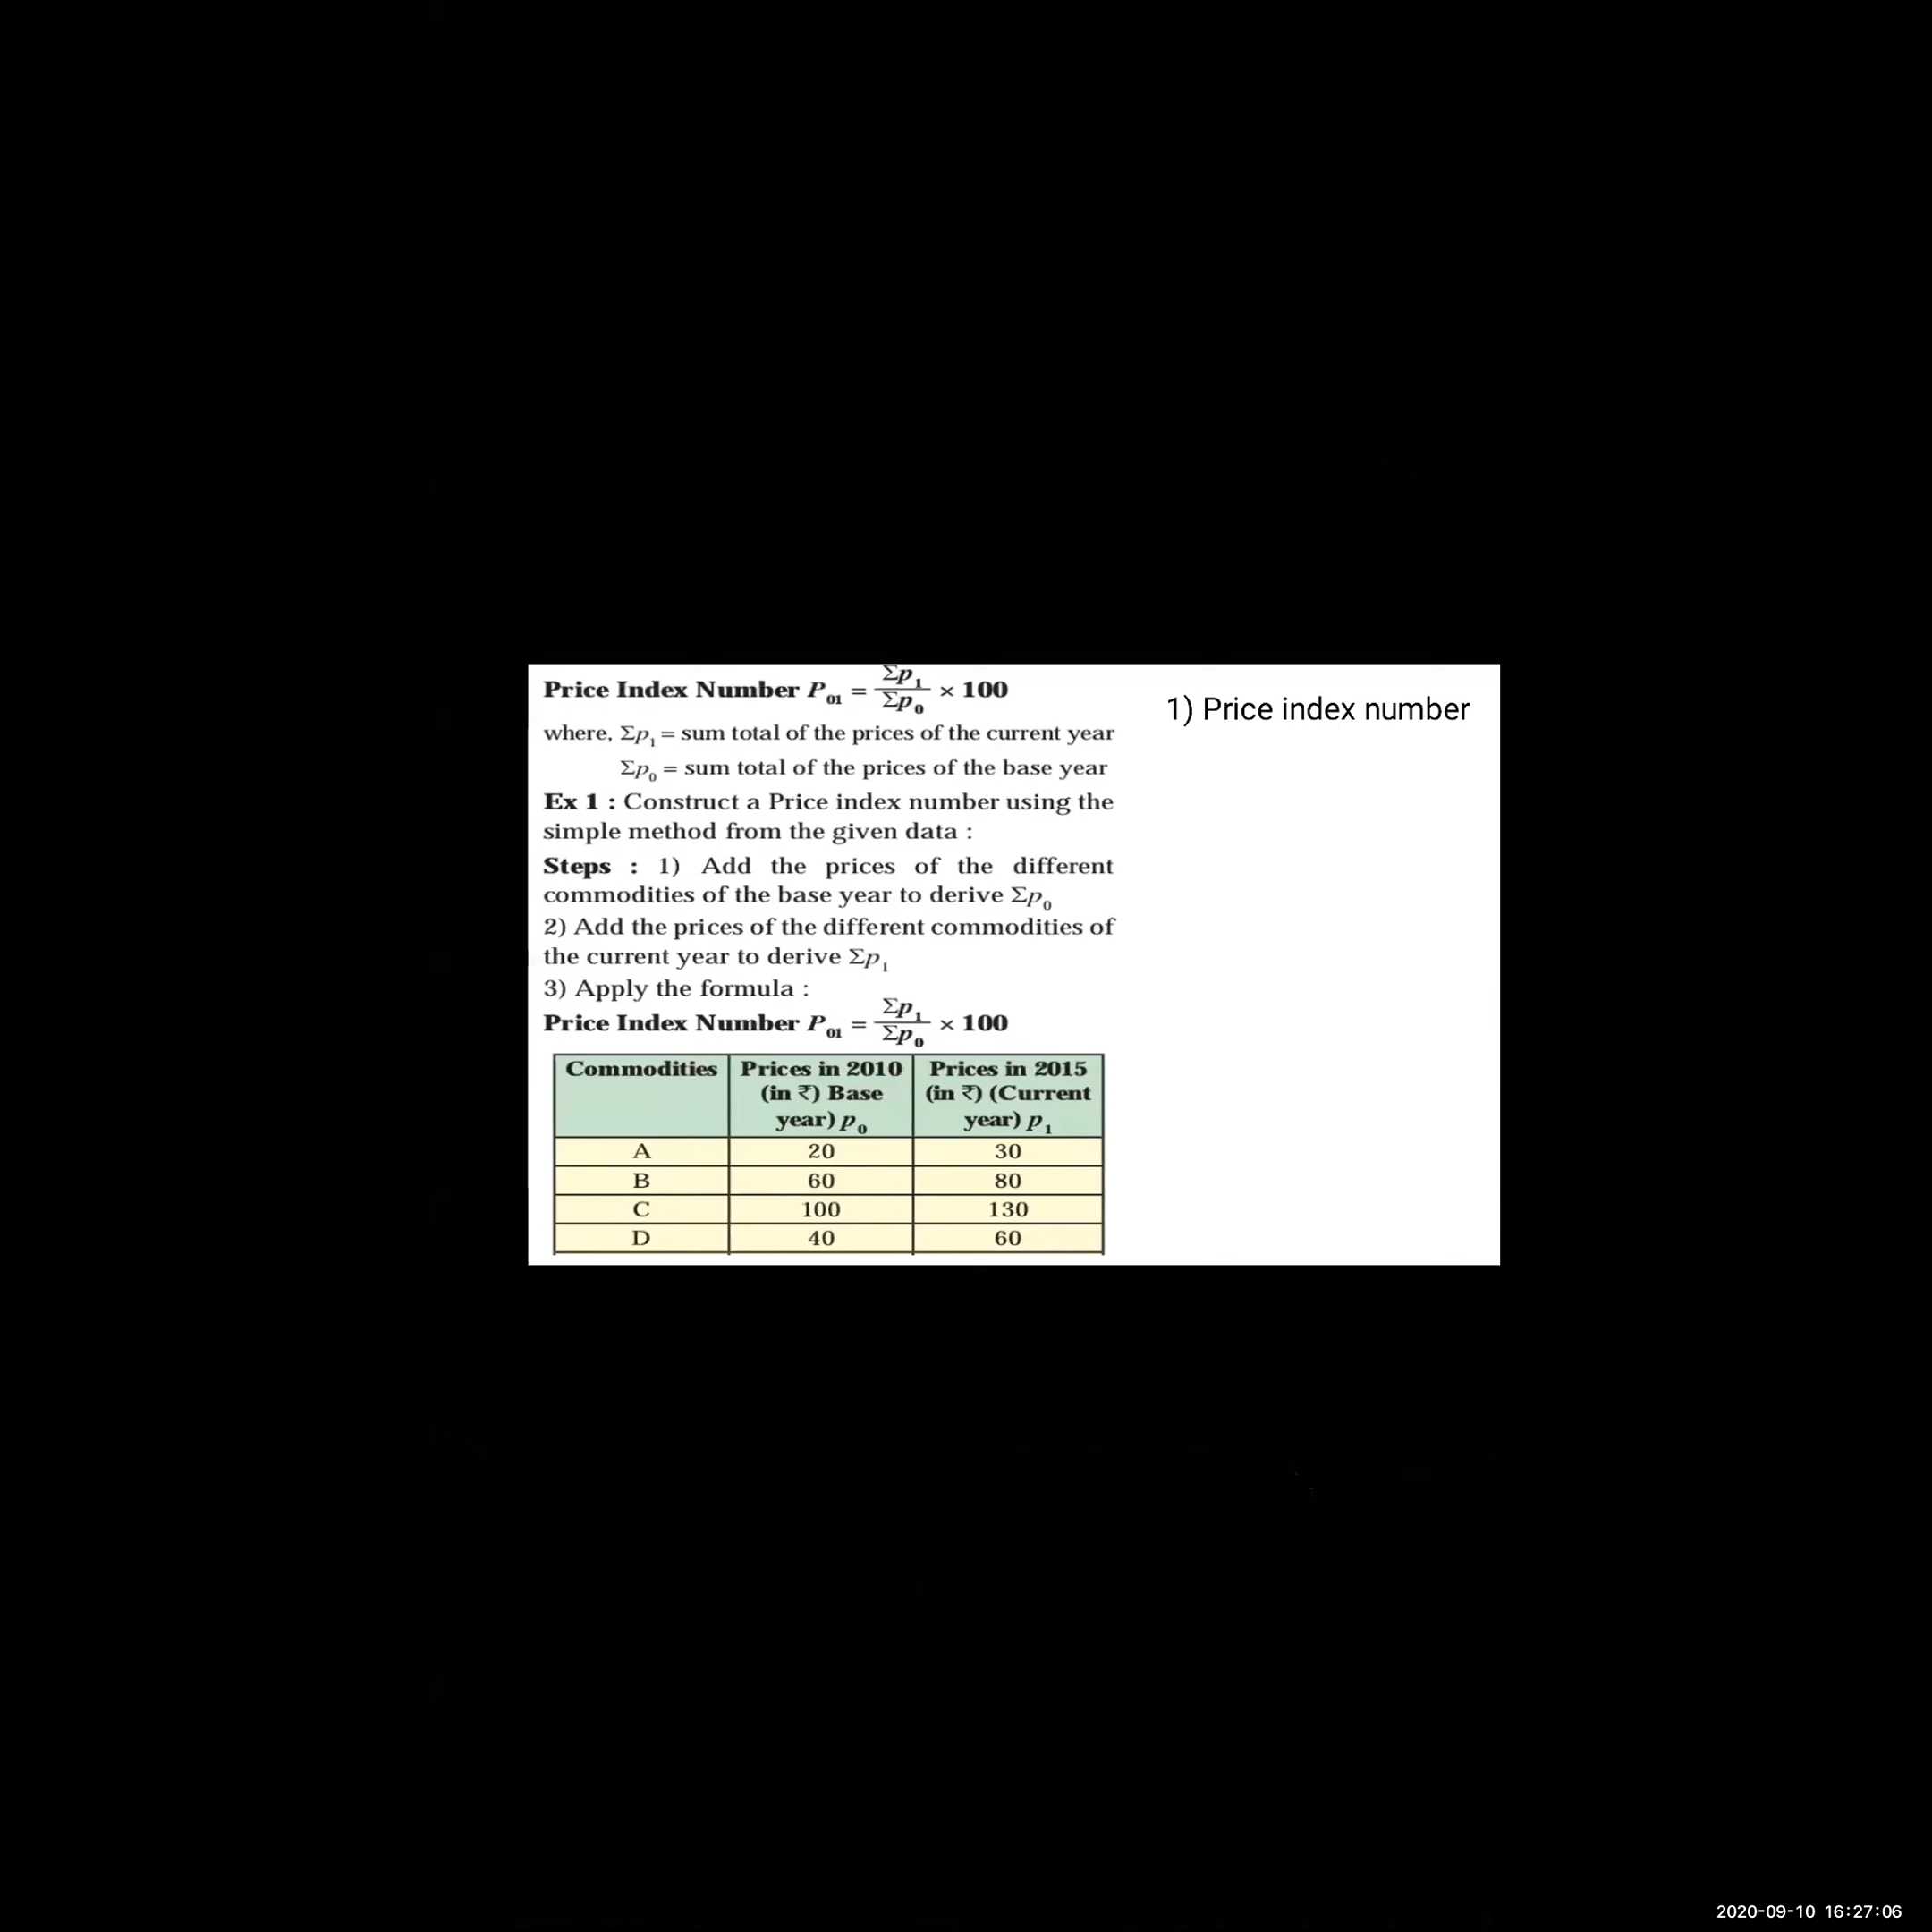 Price Index Number P₀₁ = Σp₁ / Σp₀ × 100
where, Σp₁ = sum total of the prices of the current year
Σp₀ = sum total of the prices of the base year
Ex 1 : Construct a Price index number using the
simple method from the given data :
Steps : 1) Add the prices of the different
commodities of the base year to derive Σp₀
2) Add the prices of the different commodities of
the current year to derive Σp₁
3) Apply the formula :
Price Index Number P₀₁ = Σp₁ / Σp₀ × 100
Commodities | Prices in 2010 (in ₹) Base year) p₀ | Prices in 2015 (in ₹) (Current year) p₁
A 20 30
B 60 80
C 100 130
D 40 60
1) Price index number
2020-09-10 16:27:06